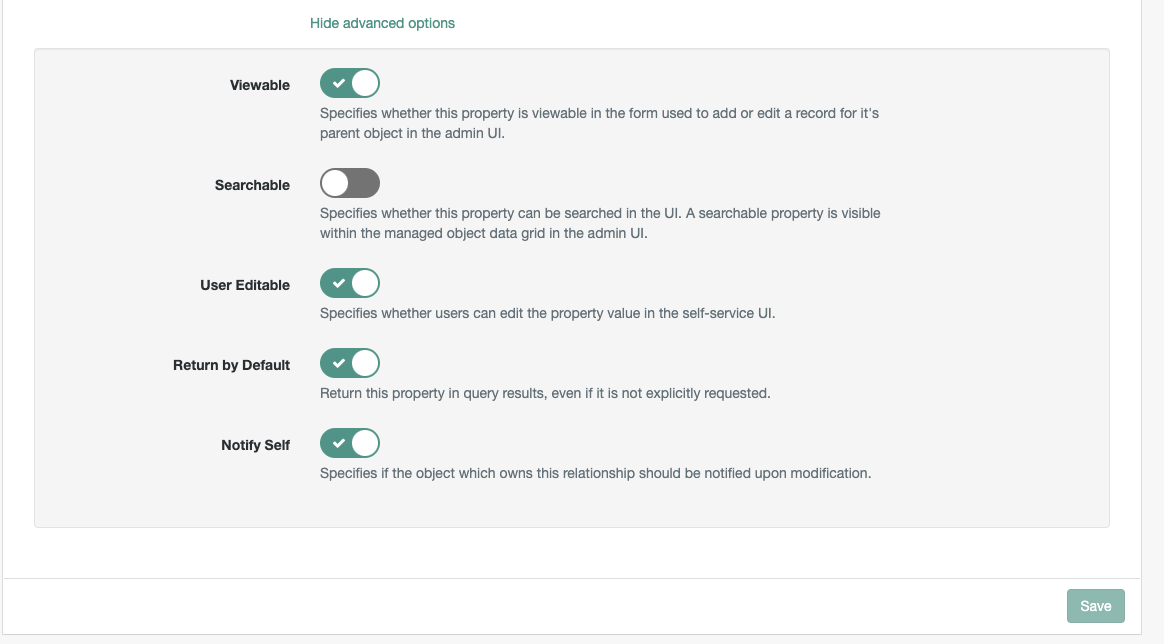 Hide advanced options
Viewable
Specifies whether this property is viewable in the form used to add or edit a record for it's
parent object in the admin UI.
Searchable
Specifies whether this property can be searched in the UI. A searchable property is visible
within the managed object data grid in the admin UI.
User Editable
Specifies whether users can edit the property value in the self-service UI.
Return by Default
Return this property in query results, even if it is not explicitly requested.
Notify Self
Specifies if the object which owns this relationship should be notified upon modification.
Save